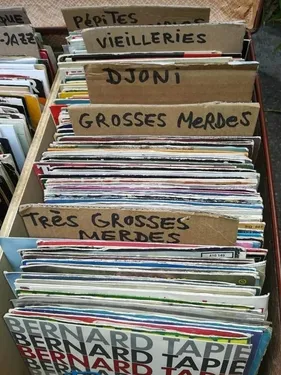 PÉPITES
VIEILLERIES
DJONI
GROSSES MERDES
TRÈS GROSSES
MERDES
BERNARD TAPIE
BERNARD TAPIE
BERNARD TAPIE